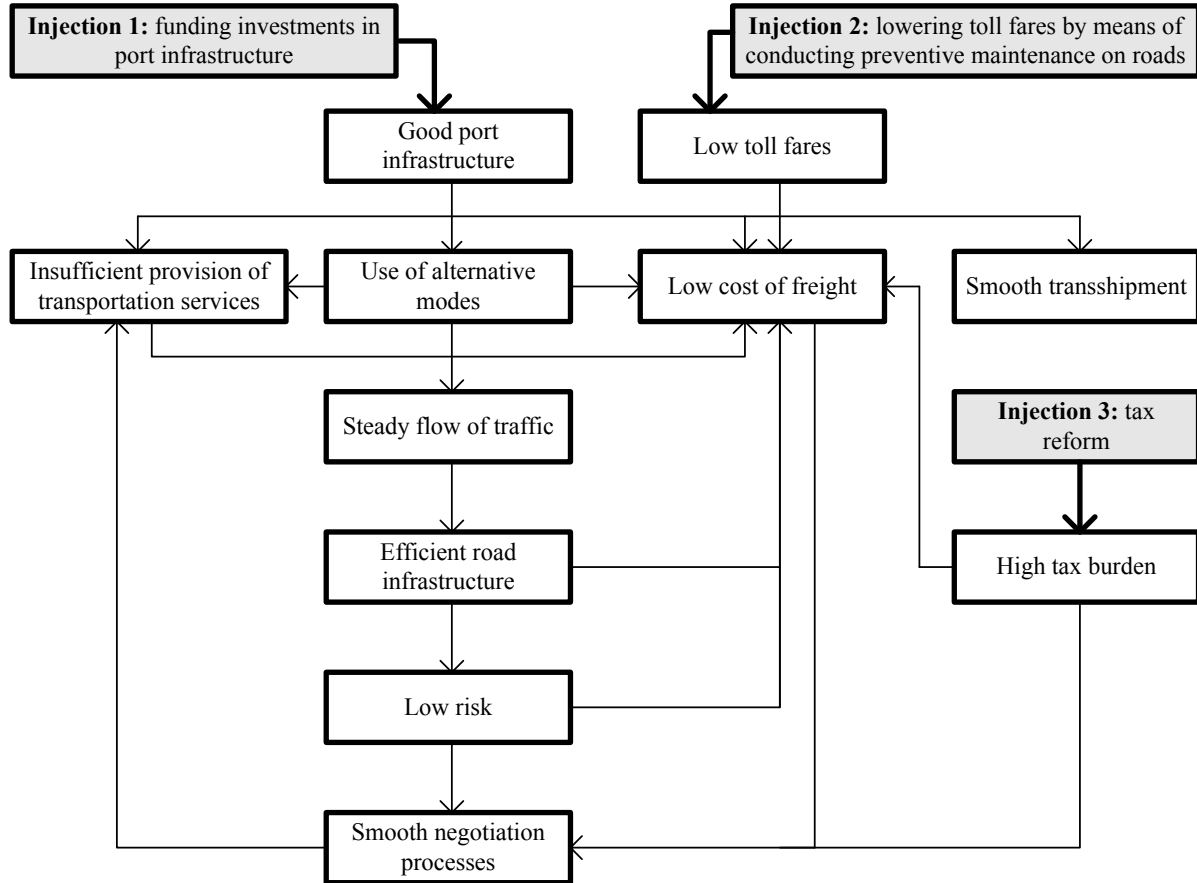 Injection 1: funding investments in
port infrastructure
Injection 2: lowering toll fares by means of
conducting preventive maintenance on roads
Good port
infrastructure
Low toll fares
Insufficient provision of
transportation services
Use of alternative
modes
Low cost of freight
Smooth transshipment
Steady flow of traffic
Injection 3: tax
reform
Efficient road
infrastructure
High tax burden
Low risk
Smooth negotiation
processes